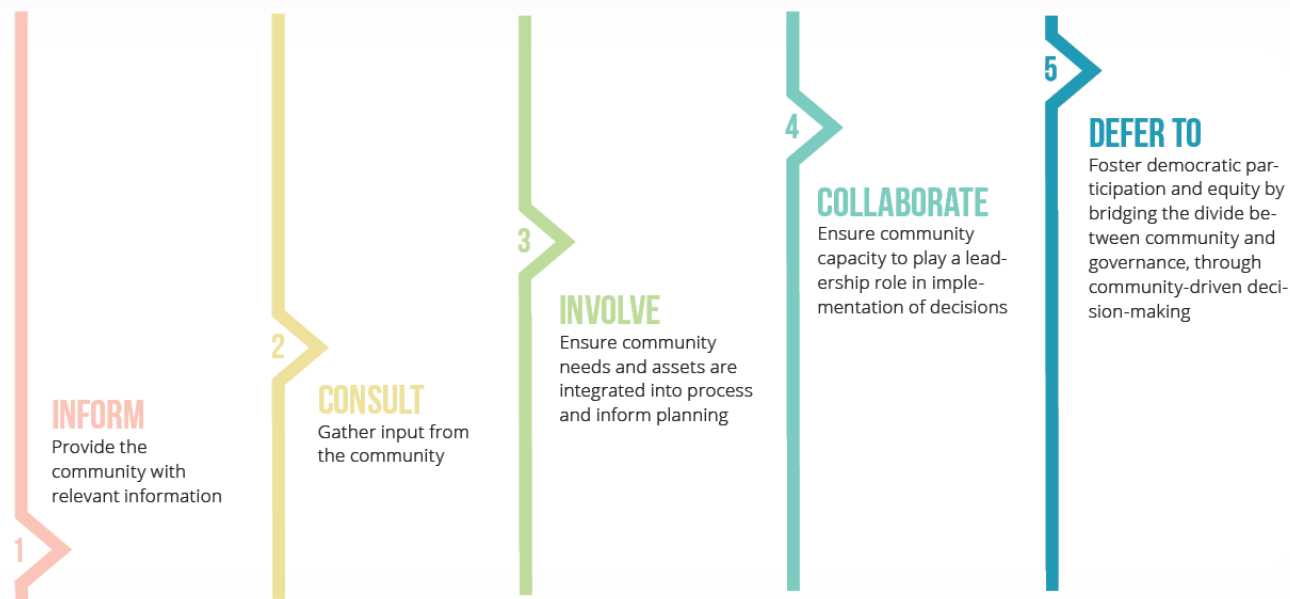 1
INFORM
Provide the
community with
relevant information
2
CONSULT
Gather input from
the community
3
INVOLVE
Ensure community
needs and assets are
integrated into process
and inform planning
4
COLLABORATE
Ensure community
capacity to play a lead-
ership role in imple-
mentation of decisions
5
DEFER TO
Foster democratic par-
ticipation and equity by
bridging the divide be-
tween community and
governance, through
community-driven deci-
sion-making